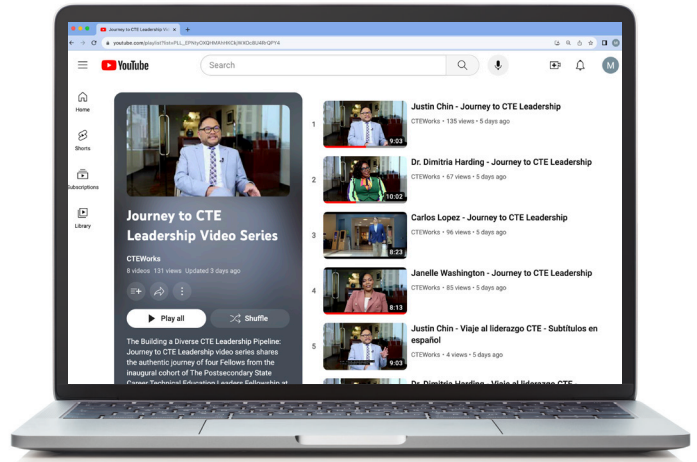 Journey to CTE Leadership Vid
youtube.com/playlist?list=PLL_
YouTube
Search
M
Home
Shorts
Subscriptions
Library
Journey to CTE
Leadership Video Series
CTEWorks
8 videos 131 views Updated 3 days ago
Play all
Shuffle
The Building a Diverse CTE Leadership Pipeline:
Journey to CTE Leadership video series shares
the authentic journey of four Fellows from the
inaugural cohort of The Postsecondary State
Career Technical Education Leaders Fellowship at
1
9:03
Justin Chin - Journey to CTE Leadership
CTEWorks • 135 views • 5 days ago
2
10:02
Dr. Dimitria Harding - Journey to CTE Leadership
CTEWorks • 67 views • 5 days ago
3
8:23
Carlos Lopez - Journey to CTE Leadership
CTEWorks • 96 views • 5 days ago
4
8:13
Janelle Washington - Journey to CTE Leadership
CTEWorks • 85 views • 5 days ago
5
9:03
Justin Chin - Viaje al liderazgo CTE - Subtítulos en
español
CTEWorks • 4 views • 5 days ago
Dr. Dimitria Harding - Viaje al liderazgo CTE -